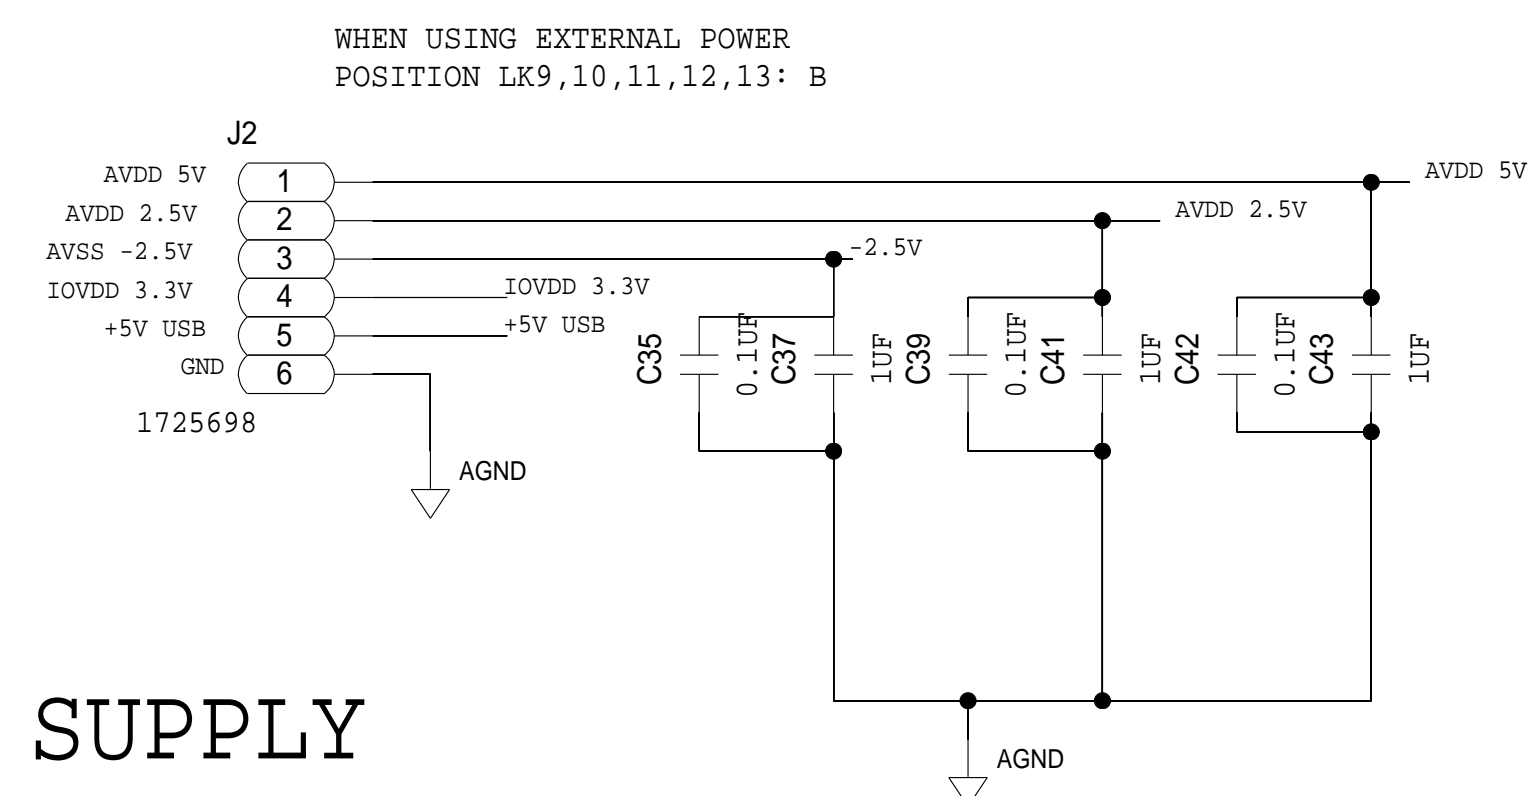 WHEN USING EXTERNAL POWER
POSITION LK9,10,11,12,13: B
J2
AVDD 5V
1
AVDD 5V
AVDD 2.5V
2
AVDD 2.5V
AVSS -2.5V
3
-2.5V
IOVDD 3.3V
4
IOVDD 3.3V
+5V USB
5
+5V USB
GND
6
1725698
AGND
C35
0.1UF
C37
1UF
C39
0.1UF
C41
1UF
C42
0.1UF
C43
1UF
SUPPLY
AGND